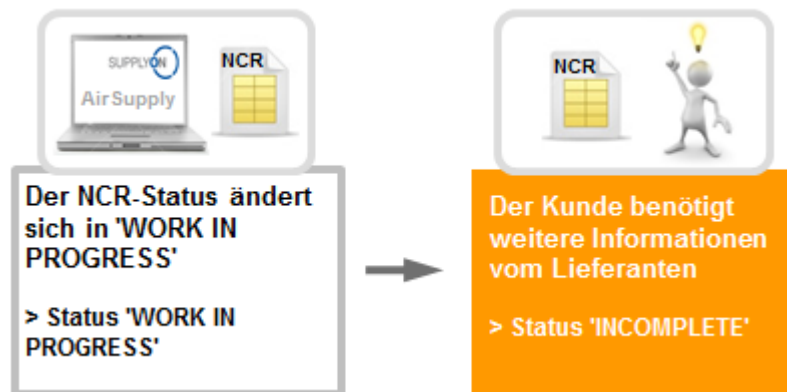 SUPPLYON
AirSupply
NCR
Der NCR-Status ändert
sich in 'WORK IN
PROGRESS'
> Status 'WORK IN
PROGRESS'
NCR
Der Kunde benötigt
weitere Informationen
vom Lieferanten
> Status 'INCOMPLETE'